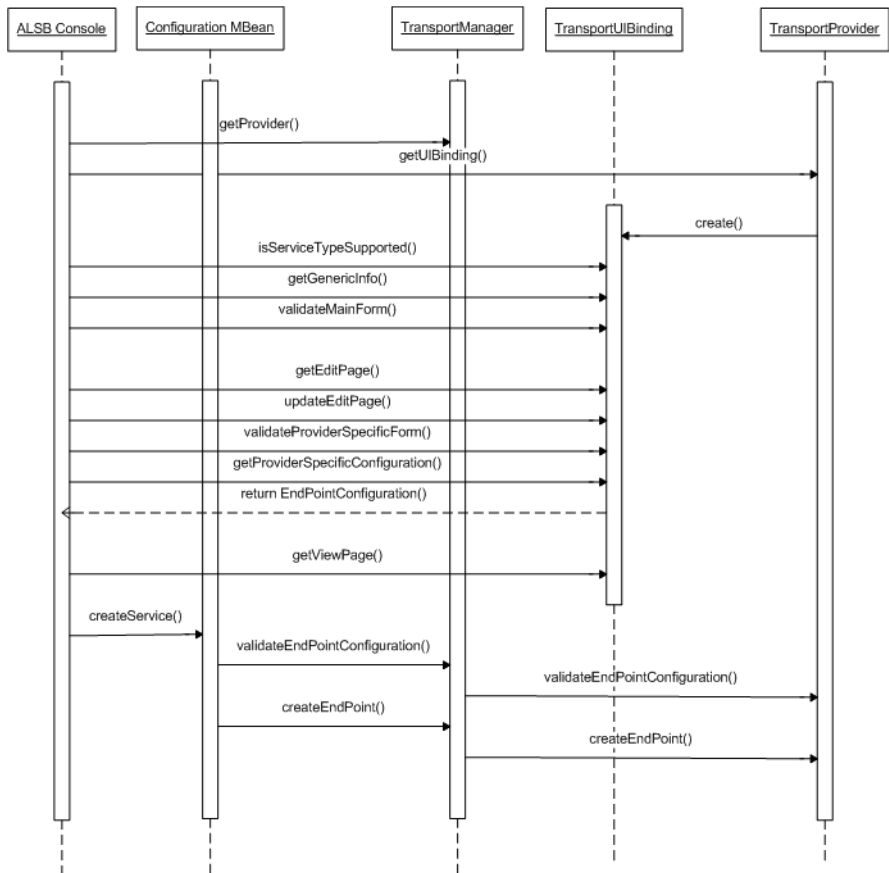 ALSB Console
Configuration MBean
TransportManager
TransportUIBinding
TransportProvider
getProvider()
getUIBinding()
create()
isServiceTypeSupported()
getGenericInfo()
validateMainForm()
getEditPage()
updateEditPage()
validateProviderSpecificForm()
getProviderSpecificConfiguration()
return EndPointConfiguration()
getViewPage()
createService()
validateEndPointConfiguration()
validateEndPointConfiguration()
createEndPoint()
createEndPoint()